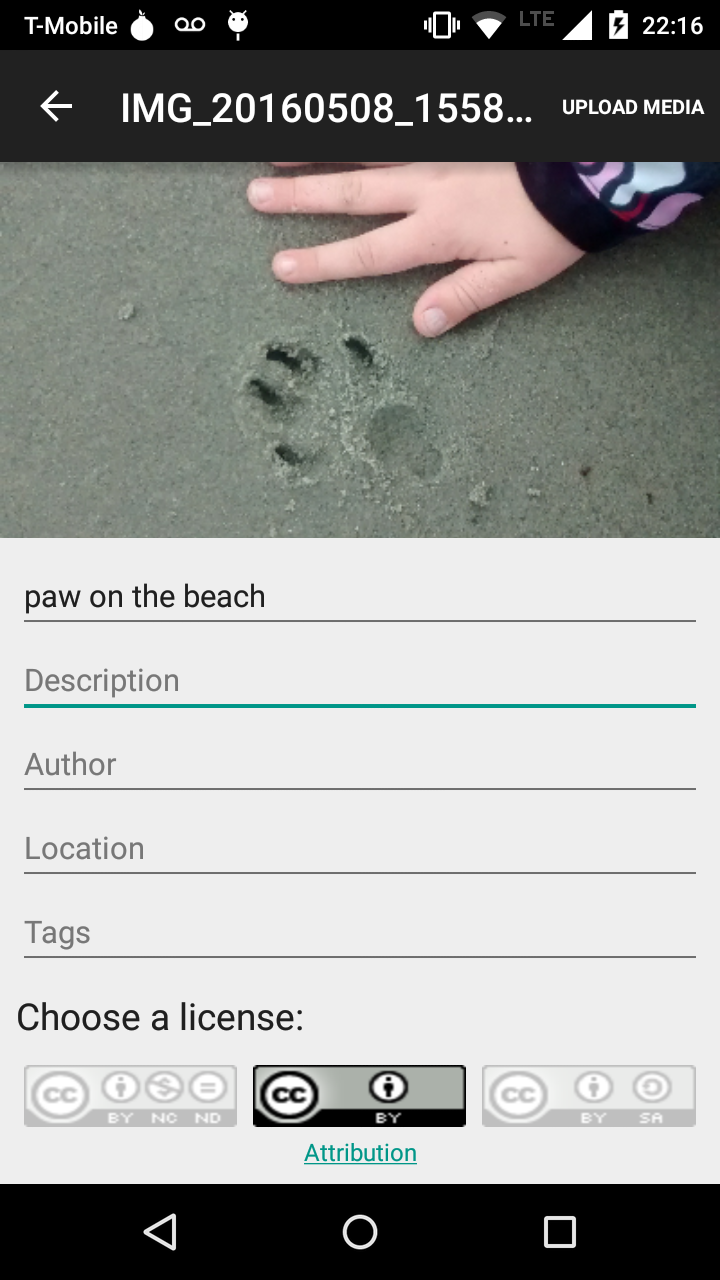 T-Mobile LTE 22:16
IMG_20160508_1558… UPLOAD MEDIA
paw on the beach
Description
Author
Location
Tags
Choose a license:
cc BY NC ND cc BY cc BY SA
Attribution